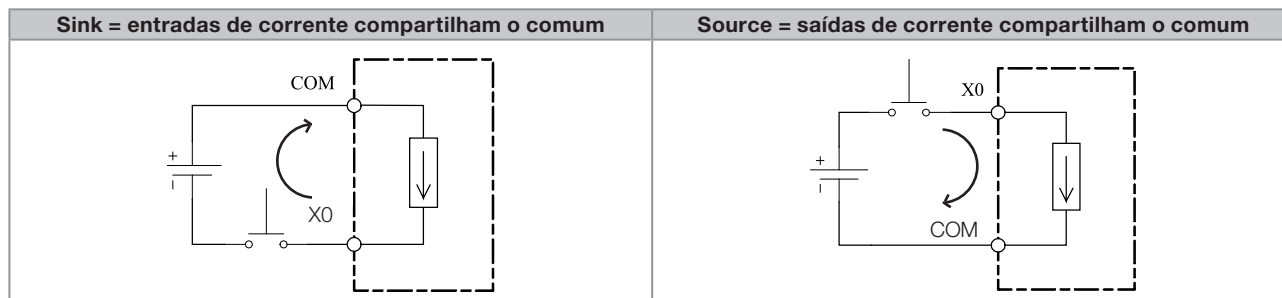 Sink = entradas de corrente compartilham o comum
Source = saídas de corrente compartilham o comum
COM
+
–
X0
X0
+
–
COM